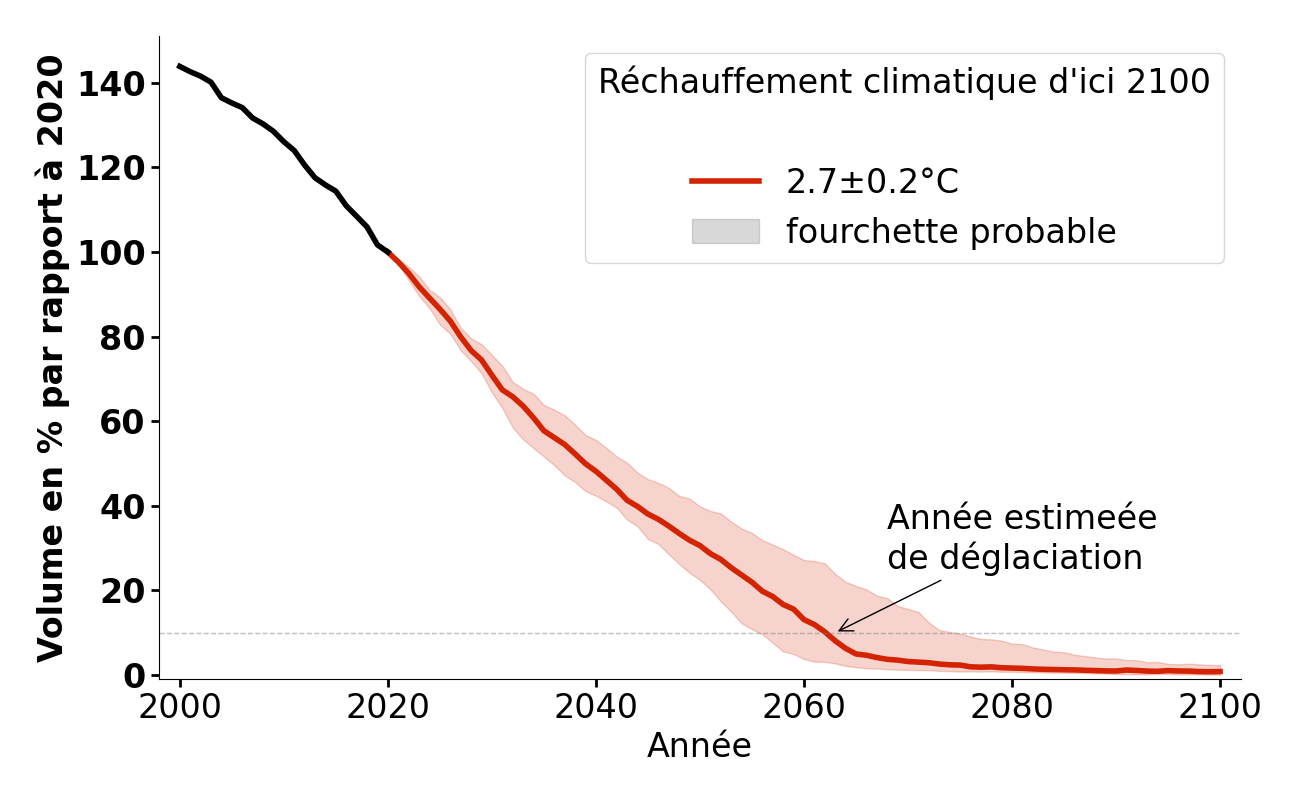 Volume en % par rapport à 2020
140
120
100
80
60
40
20
0
Réchauffement climatique d'ici 2100
2.7±0.2°C
fourchette probable
Année estimeée
de déglaciation
2000 2020 2040 2060 2080 2100
Année